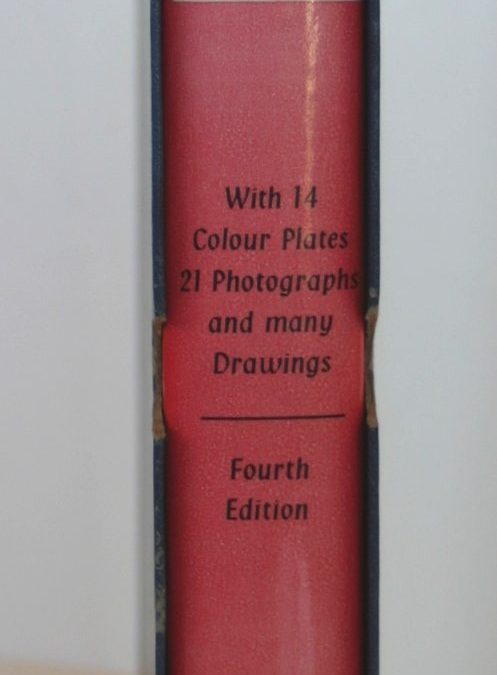 With 14
Colour Plates
21 Photographs
and many
Drawings
Fourth
Edition